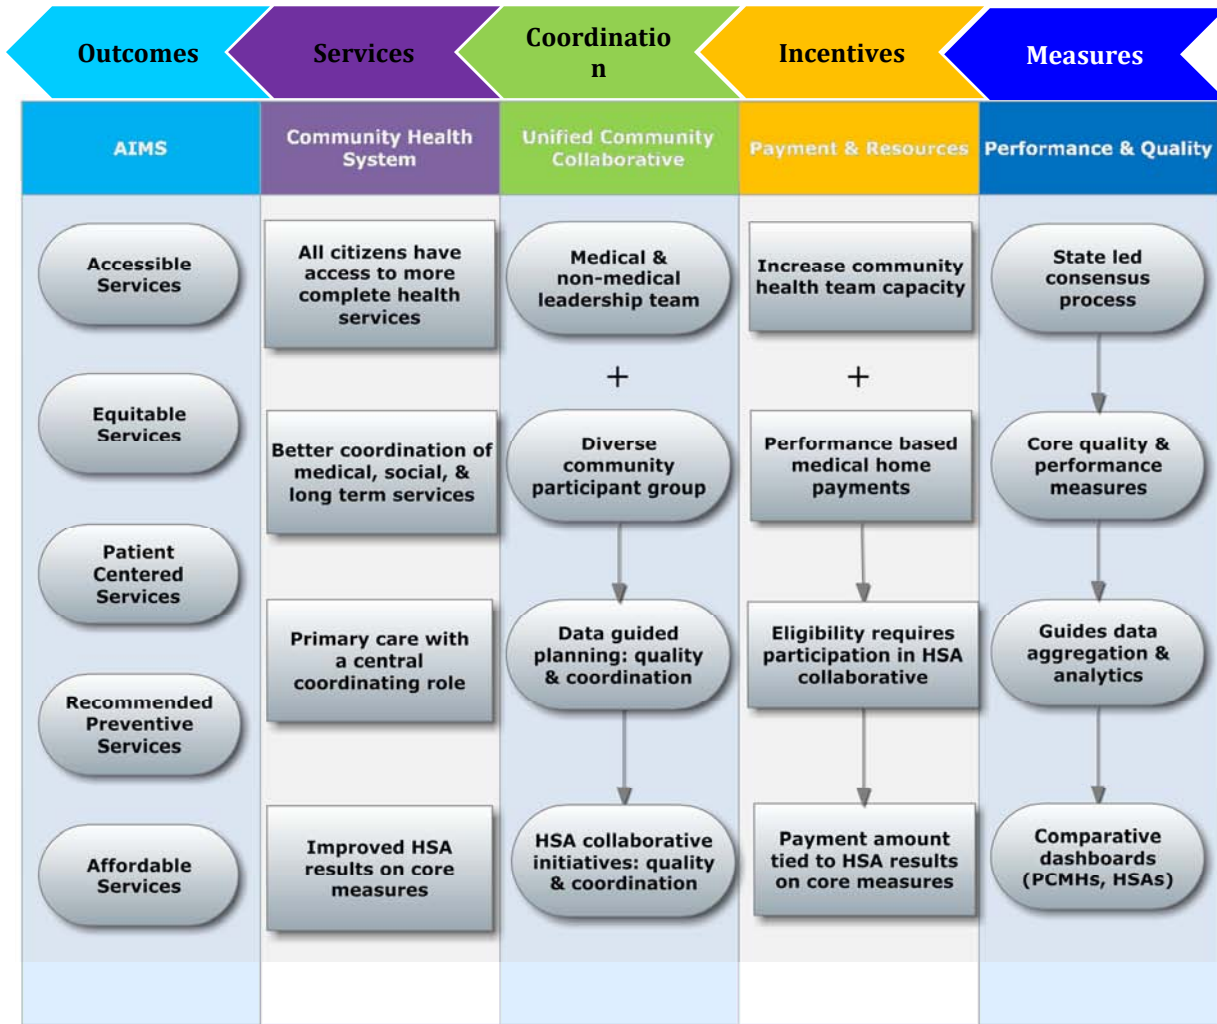 Outcomes
Services
Coordinatio
n
Incentives
Measures
AIMS
Community Health
System
Unified Community
Collaborative
Payment & Resources
Performance & Quality
Accessible
Services
Equitable
Services
Patient
Centered
Services
Recommended
Preventive
Services
Affordable
Services
All citizens have
access to more
complete health
services
Better coordination of
medical, social, &
long term services
Primary care with
a central
coordinating role
Improved HSA
results on core
measures
Medical &
non-medical
leadership team
+
Diverse
community
participant group
Data guided
planning: quality
& coordination
HSA collaborative
initiatives: quality
& coordination
Increase community
health team capacity
+
Performance based
medical home
payments
Eligibility requires
participation in HSA
collaborative
Payment amount
tied to HSA results
on core measures
State led
consensus
process
Core quality &
performance
measures
Guides data
aggregation &
analytics
Comparative
dashboards
(PCMHs, HSAs)